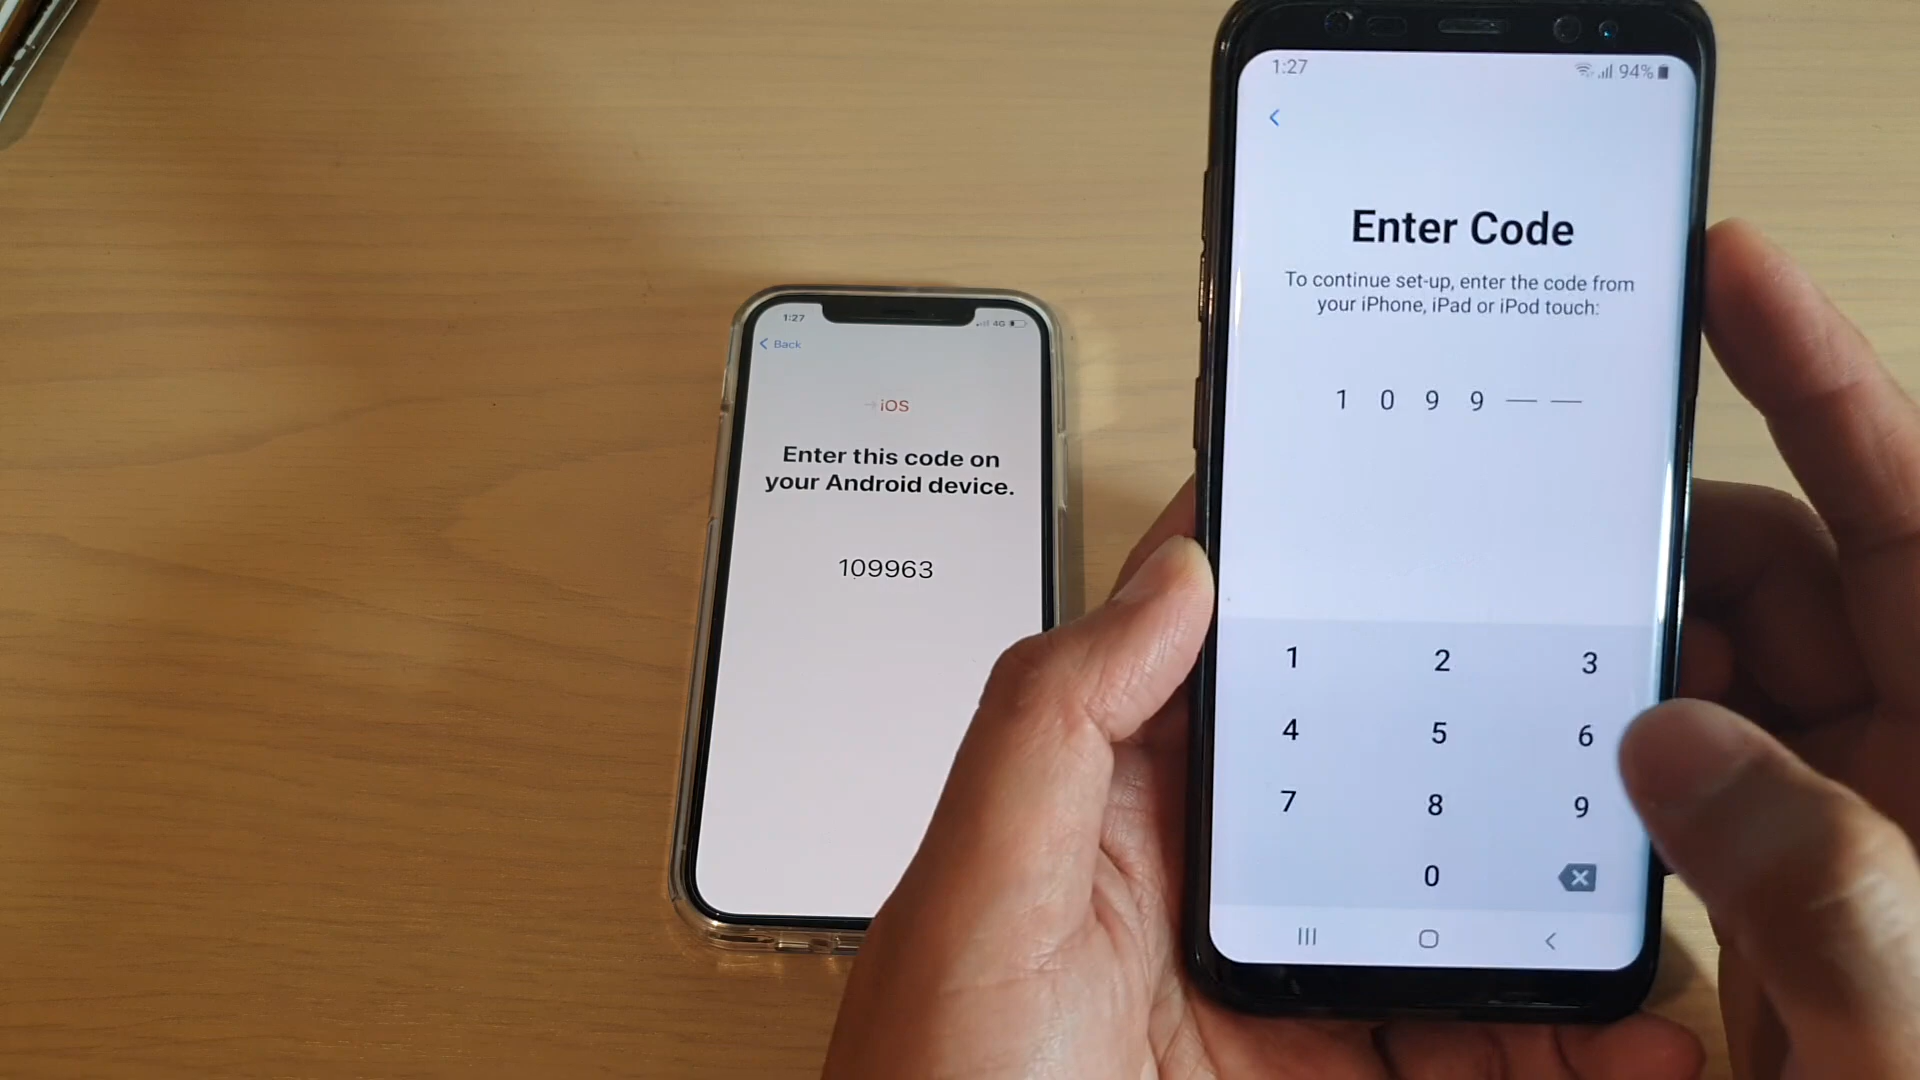 1:27
4G
Back
iOS
Enter this code on
your Android device.
109963
1:27
94%
Enter Code
To continue set-up, enter the code from
your iPhone, iPad or iPod touch:
1 0 9 9
1 2 3
4 5 6
7 8 9
0